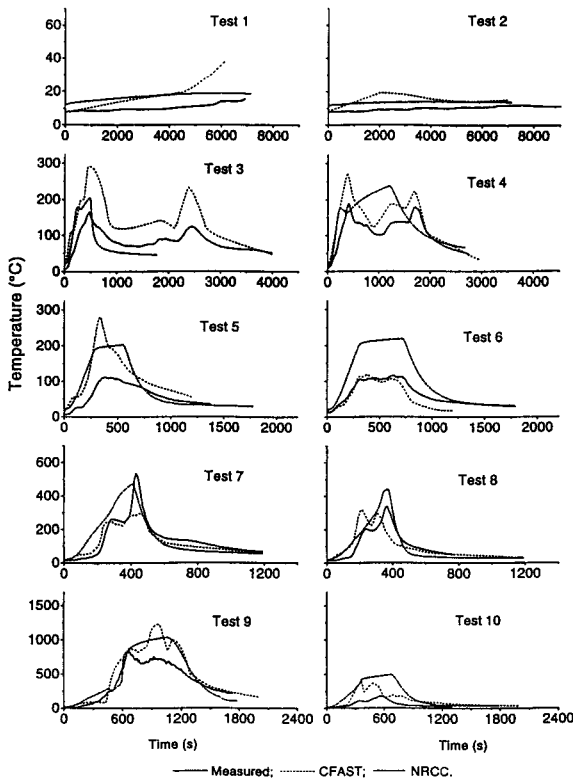 Test 1
Test 2
60
40
20
0
0 2000 4000 6000 8000
0 2000 4000 6000 8000
Test 3
Test 4
300
200
100
0
0 1000 2000 3000 4000
0 1000 2000 3000 4000
Temperature (°C)
Test 5
Test 6
300
200
100
0
0 500 1000 1500 2000
0 500 1000 1500 2000
Test 7
Test 8
600
400
200
0
0 400 800 1200
0 400 800 1200
Test 9
Test 10
1500
1000
500
0
0 600 1200 1800 2400
0 600 1200 1800 2400
Time (s)
Time (s)
Measured; CFAST; NRCC.